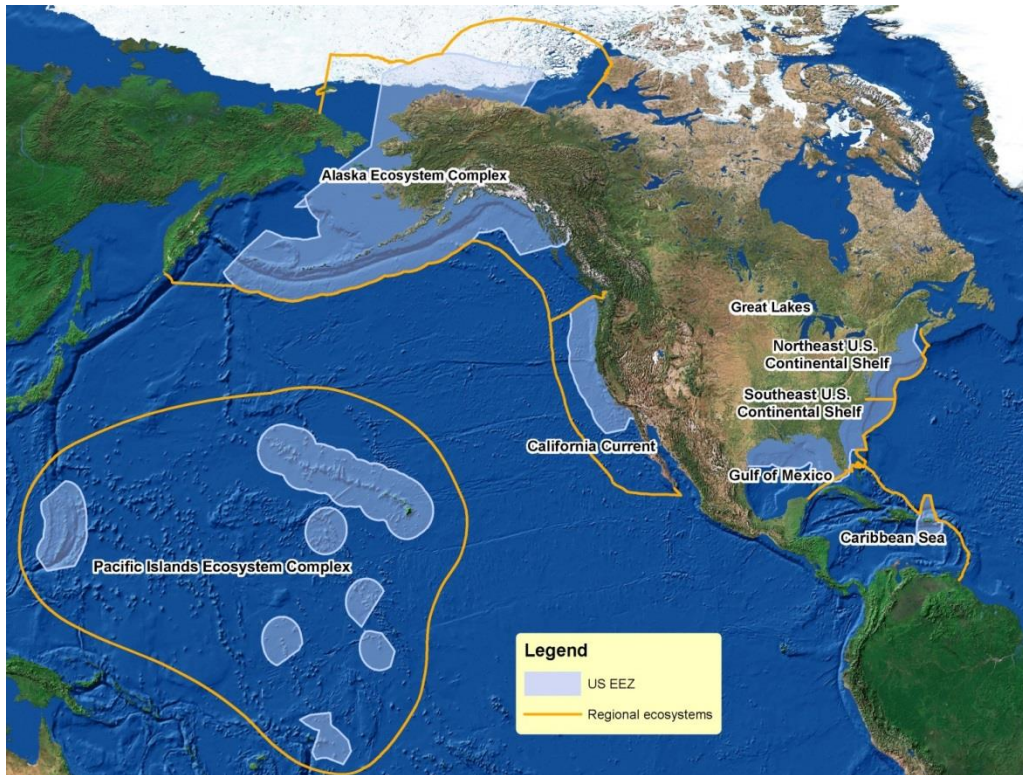 Alaska Ecosystem Complex
Great Lakes
Northeast U.S.
Continental Shelf
Southeast U.S.
Continental Shelf
California Current
Gulf of Mexico
Caribbean Sea
Pacific Islands Ecosystem Complex
Legend
US EEZ
Regional ecosystems